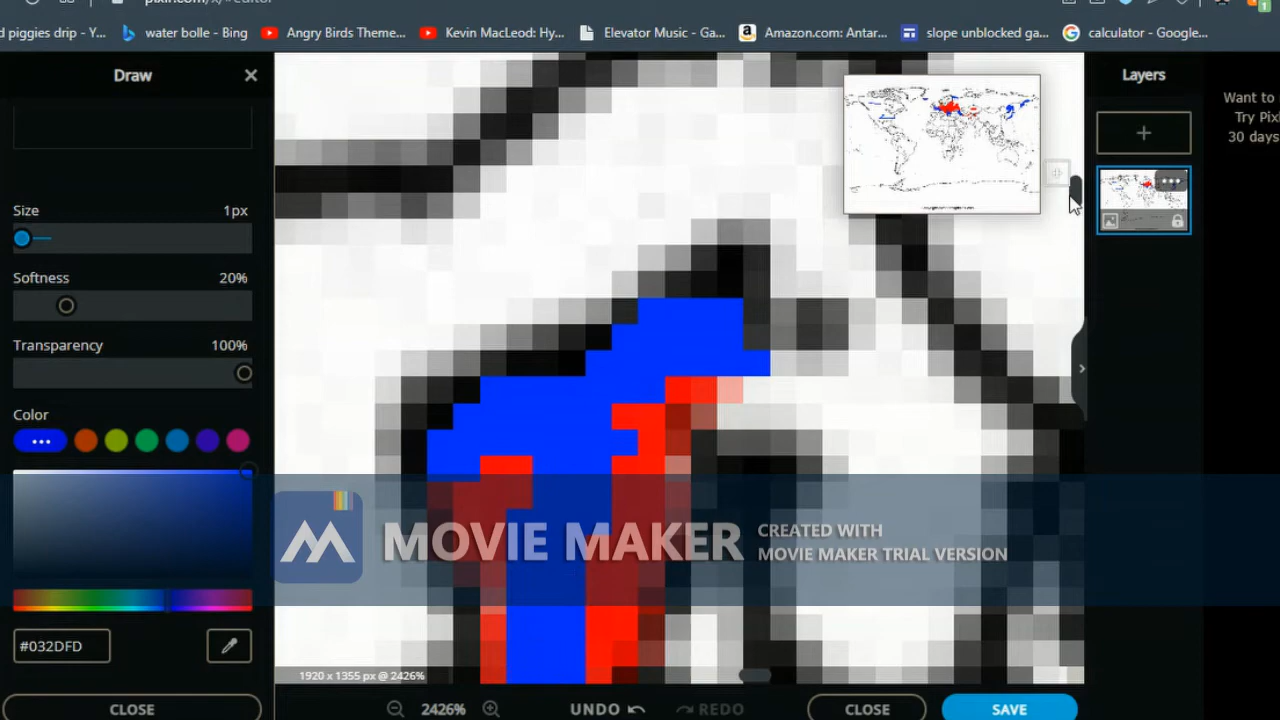 d piggies drip - Y...
water bolle - Bing
Angry Birds Theme...
Kevin MacLeod: Hy...
Elevator Music - Ga...
Amazon.com: Antar...
slope unblocked ga...
calculator - Google...
1
Draw
Layers
Want to
Try Pix
30 days
Size
1px
Softness
20%
Transparency
100%
Color
MOVIE MAKER
CREATED WITH
MOVIE MAKER TRIAL VERSION
#032DFD
1920 x 1355 px @ 2426%
CLOSE
2426%
UNDO
REDO
CLOSE
SAVE